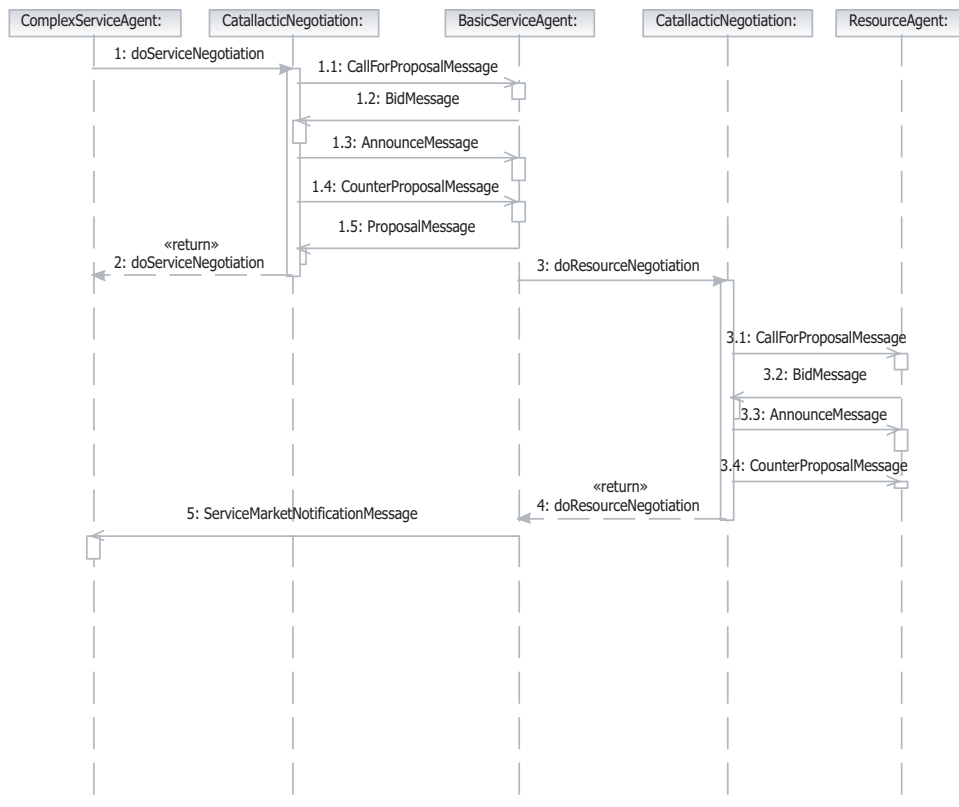 ComplexServiceAgent:
CatallacticNegotiation:
BasicServiceAgent:
CatallacticNegotiation:
ResourceAgent:
1: doServiceNegotiation
1.1: CallForProposalMessage
1.2: BidMessage
1.3: AnnounceMessage
1.4: CounterProposalMessage
1.5: ProposalMessage
«return»
2: doServiceNegotiation
3: doResourceNegotiation
3.1: CallForProposalMessage
3.2: BidMessage
3.3: AnnounceMessage
3.4: CounterProposalMessage
«return»
4: doResourceNegotiation
5: ServiceMarketNotificationMessage